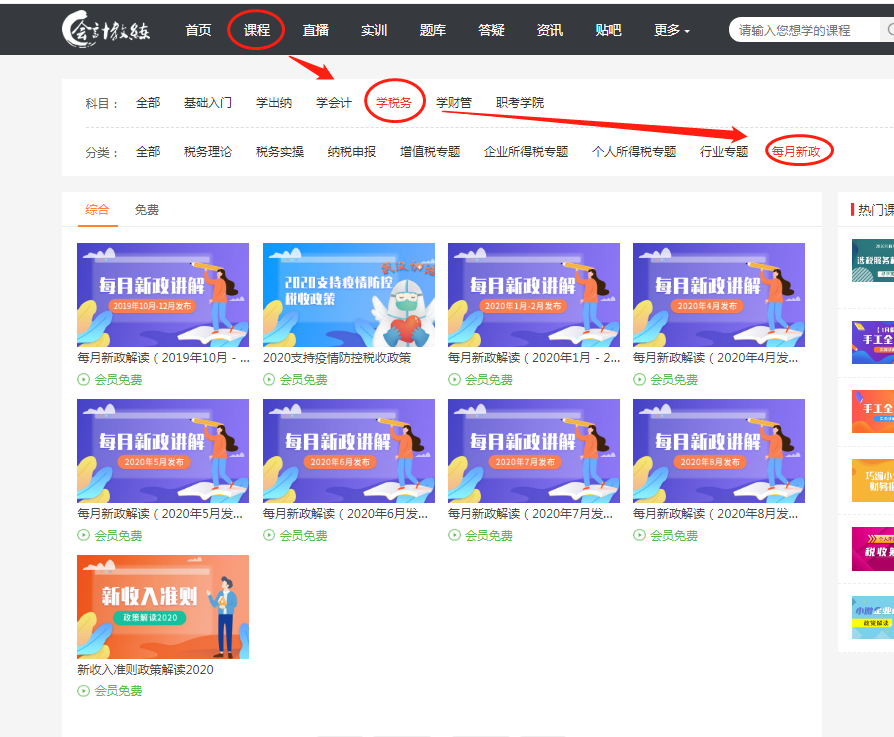 会计教练 首页 课程 直播 实训 题库 答疑 资讯 贴吧 更多 请输入您想学的课程
科目： 全部 基础入门 学出纳 学会计 学税务 学财管 职考学院
分类： 全部 税务理论 税务实操 纳税申报 增值税专题 企业所得税专题 个人所得税专题 行业专题 每月新政
综合 免费
热门课
每月新政讲解
2019年10月-12月发布
每月新政解读（2019年10月 - ...
会员免费
2020支持疫情防控
税收政策
2020支持疫情防控税收政策
会员免费
每月新政讲解
2020年1月-2月发布
每月新政解读（2020年1月 - 2...
会员免费
每月新政讲解
2020年4月发布
每月新政解读（2020年4月发...
会员免费
每月新政讲解
2020年5月发布
每月新政解读（2020年5月发...
会员免费
每月新政讲解
2020年6月发布
每月新政解读（2020年6月发...
会员免费
每月新政讲解
2020年7月发布
每月新政解读（2020年7月发...
会员免费
每月新政讲解
2020年8月发布
每月新政解读（2020年8月发...
会员免费
新收入准则
政策解读2020
新收入准则政策解读2020
会员免费
涉税服务
手工全
手工全
巧编小
财务报
税收
小微企业
政策解读